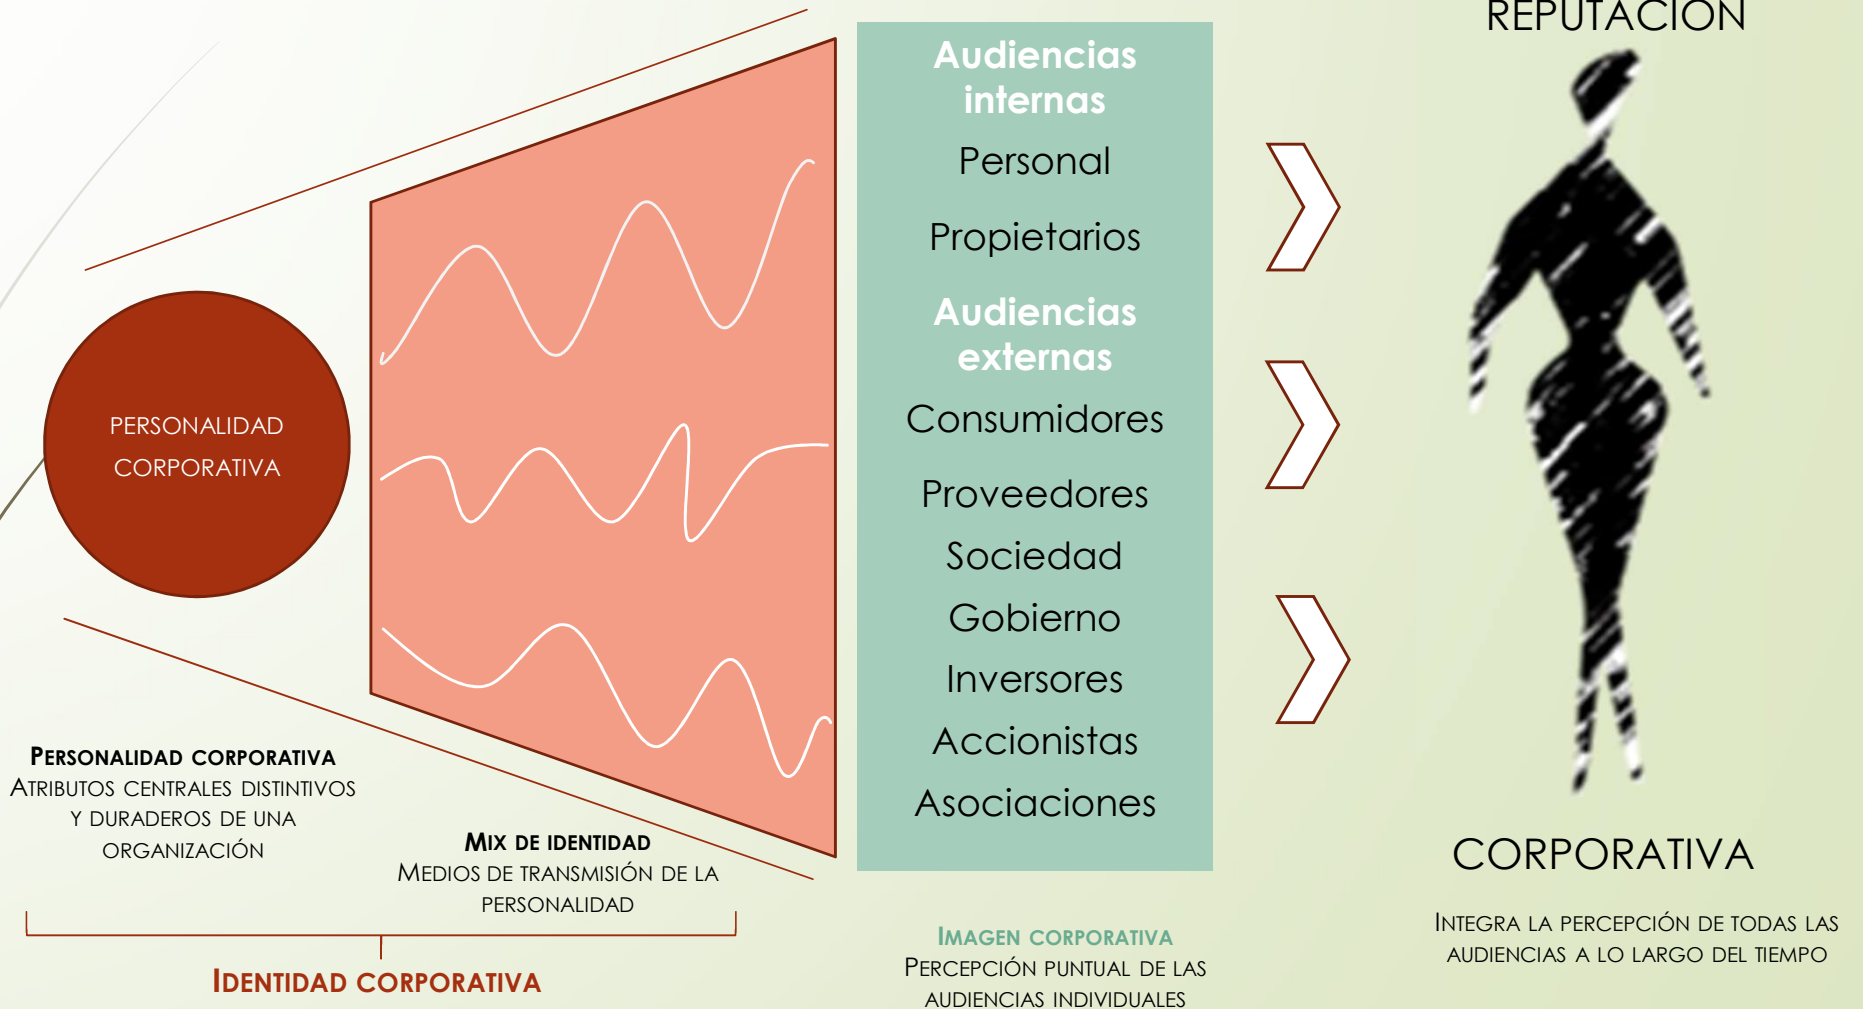 PERSONALIDAD
CORPORATIVA
PERSONALIDAD CORPORATIVA
ATRIBUTOS CENTRALES DISTINTIVOS
Y DURADEROS DE UNA
ORGANIZACIÓN
MIX DE IDENTIDAD
MEDIOS DE TRANSMISIÓN DE LA
PERSONALIDAD
IDENTIDAD CORPORATIVA
Audiencias
internas
Personal
Propietarios
Audiencias
externas
Consumidores
Proveedores
Sociedad
Gobierno
Inversores
Accionistas
Asociaciones
IMAGEN CORPORATIVA
PERCEPCIÓN PUNTUAL DE LAS
AUDIENCIAS INDIVIDUALES
REPUTACIÓN
CORPORATIVA
INTEGRA LA PERCEPCIÓN DE TODAS LAS
AUDIENCIAS A LO LARGO DEL TIEMPO